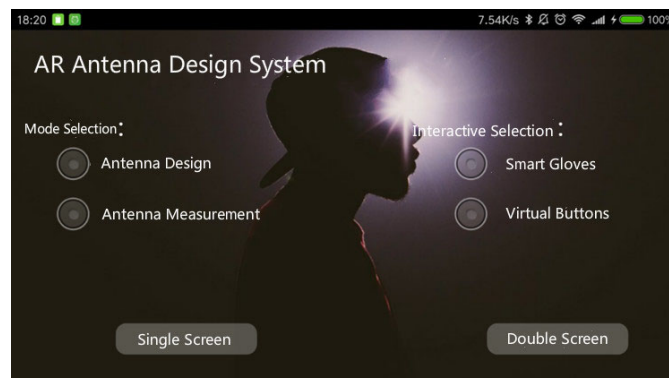 18:20 7.54K/s 100%
AR Antenna Design System
Mode Selection:
Interactive Selection:
Antenna Design
Smart Gloves
Antenna Measurement
Virtual Buttons
Single Screen
Double Screen